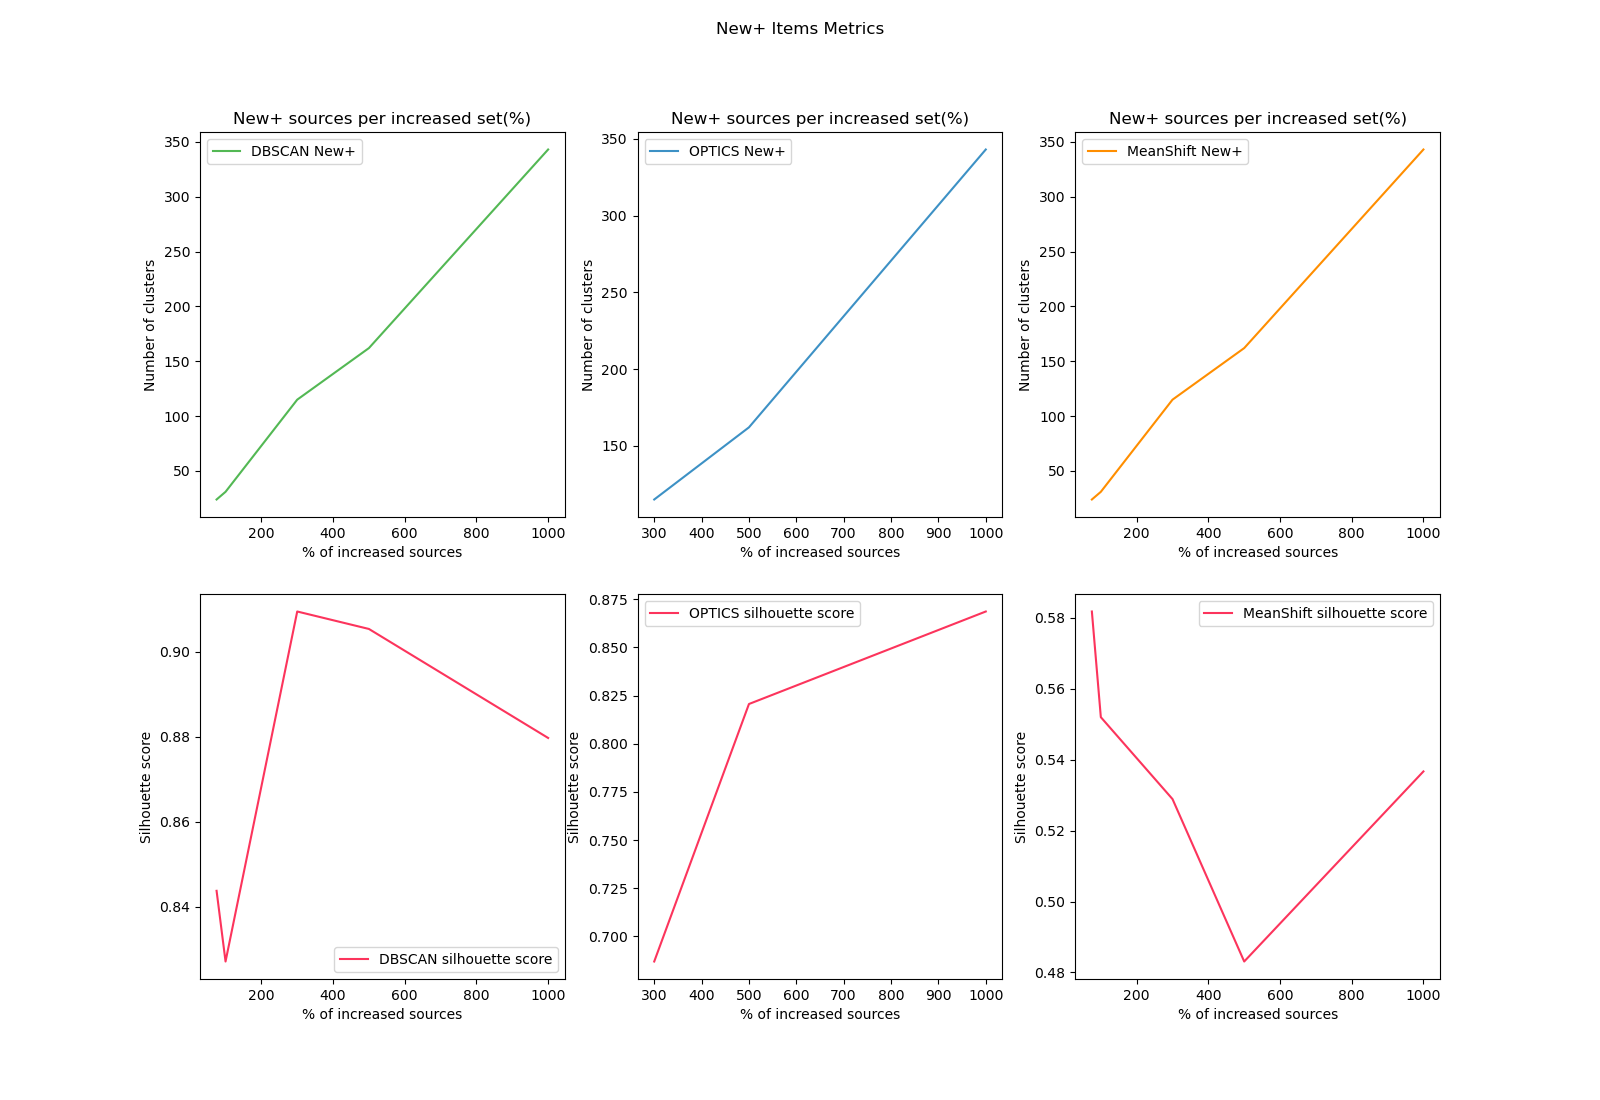 New+ Items Metrics
New+ sources per increased set(%)
DBSCAN New+
Number of clusters
350
300
250
200
150
100
50
200 400 600 800 1000
% of increased sources
New+ sources per increased set(%)
OPTICS New+
Number of clusters
350
300
250
200
150
300 400 500 600 700 800 900 1000
% of increased sources
New+ sources per increased set(%)
MeanShift New+
Number of clusters
350
300
250
200
150
100
50
200 400 600 800 1000
% of increased sources
DBSCAN silhouette score
Silhouette score
0.90
0.88
0.86
0.84
200 400 600 800 1000
% of increased sources
OPTICS silhouette score
Silhouette score
0.875
0.850
0.825
0.800
0.775
0.750
0.725
0.700
300 400 500 600 700 800 900 1000
% of increased sources
MeanShift silhouette score
Silhouette score
0.58
0.56
0.54
0.52
0.50
0.48
200 400 600 800 1000
% of increased sources